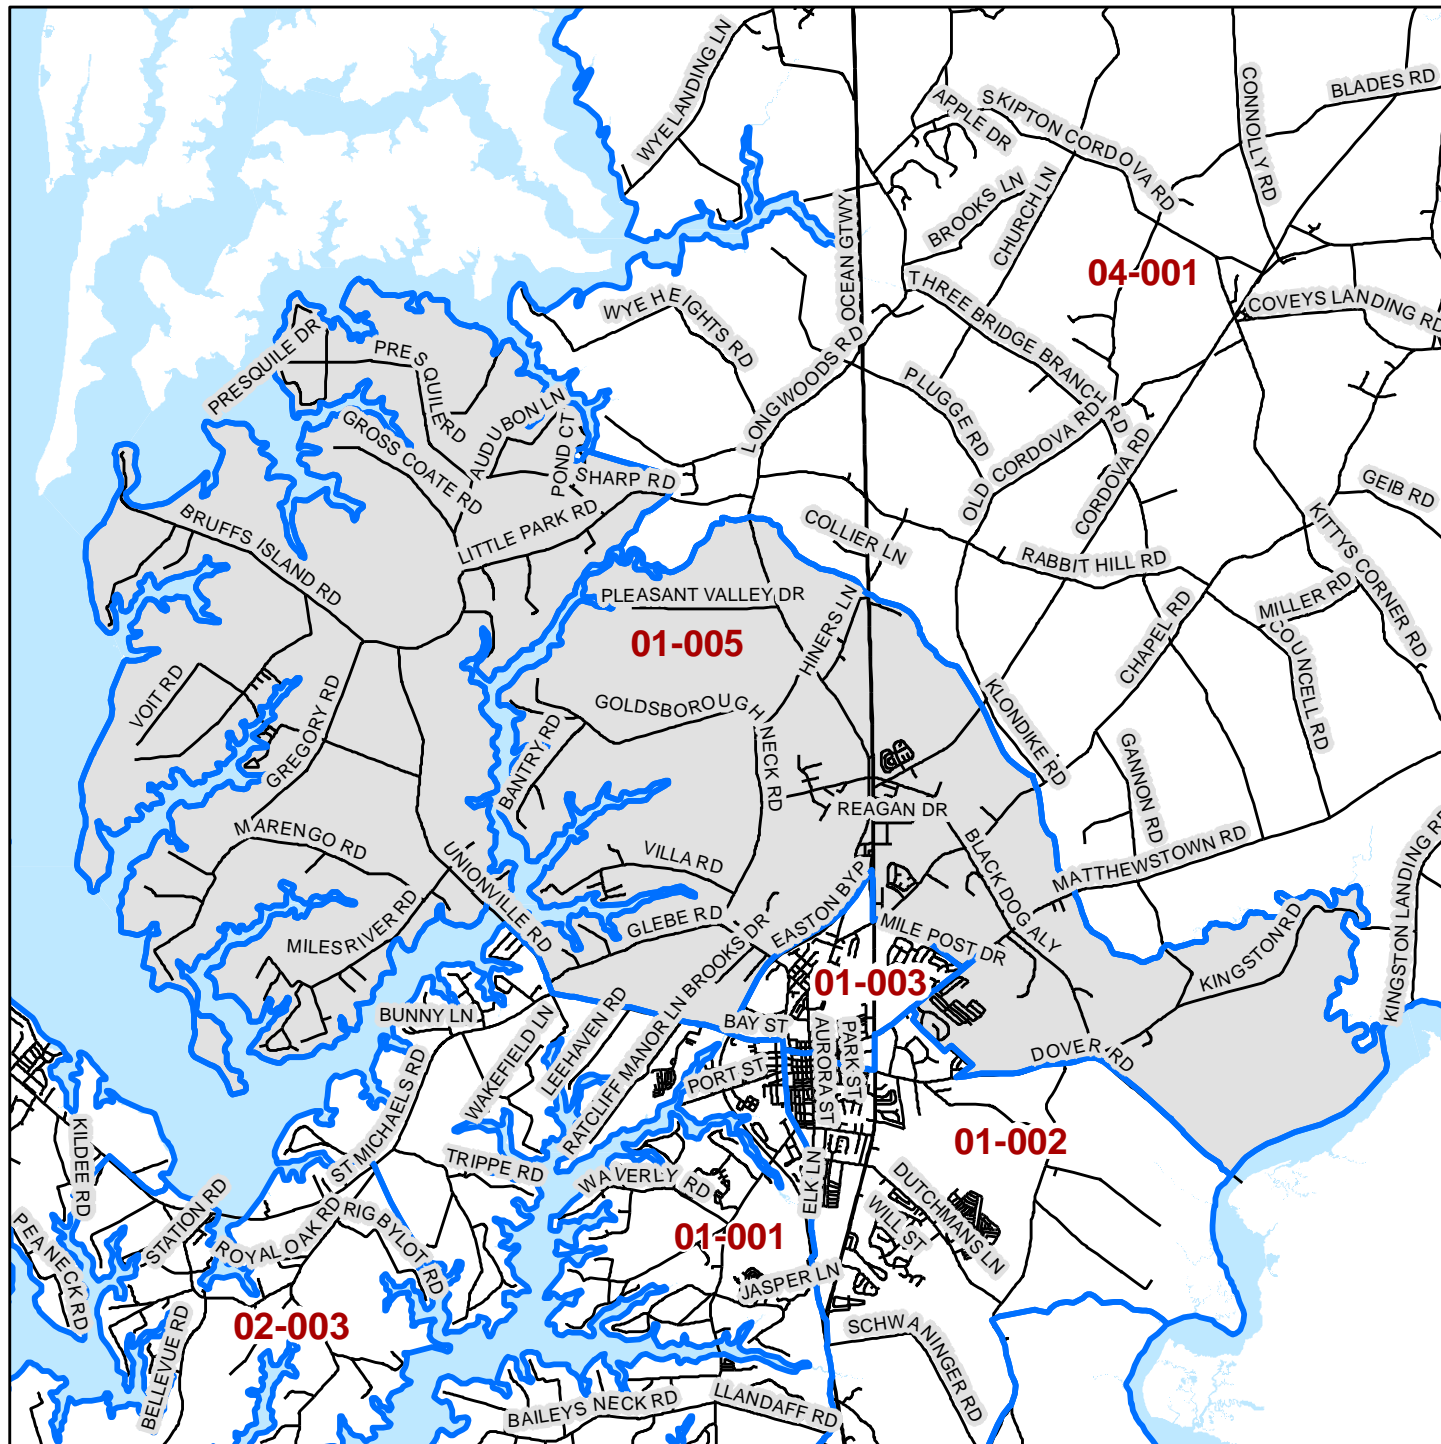 WYE LANDING LN
APPLE DR
SKIPTON CORDOVA RD
CONNOLLY RD
BLADES RD
BROOKS LN
CHURCH LN
OCEAN GTWY
04-001
WYE HEIGHTS RD
THREE BRIDGE BRANCH RD
COVEYS LANDING RD
PRESQUILE DR
PRESQUILE RD
LONGWOODS RD
PLUGGE RD
AUDUBON LN
GROSS COATE RD
POND CT
SHARP RD
OLD CORDOVA RD
CORDOVA RD
GEIB RD
BRUFFS ISLAND RD
LITTLE PARK RD
COLLIER LN
RABBIT HILL RD
KITTYS CORNER RD
PLEASANT VALLEY DR
MILLER RD
01-005
HINERS LN
CHAPEL RD
COUNCELL RD
VOIT RD
GREGORY RD
GOLDSBOROUGH NECK RD
KLONDIKE RD
BANTRY RD
GANNON RD
REAGAN DR
MARENGO RD
UNIONVILLE RD
VILLA RD
BLACK DOG ALY
MATTHEWSTOWN RD
KINGSTON LANDING RD
MILES RIVER RD
GLEBE RD
BROOKS DR
EASTON BYP
MILE POST DR
KINGSTON RD
01-003
BUNNY LN
WAKEFIELD LN
LEEHAVEN RD
RATCLIFF MANOR LN
BAY ST
AURORA ST
PARK ST
DOVER RD
PORT ST
ST MICHAELS RD
01-002
KILDEE RD
TRIPPE RD
WAVERLY RD
ELK LN
DUTCHMANS LN
WILL ST
STATION RD
ROYAL OAK RD
RIGBY LOT RD
PEA NECK RD
01-001
JASPER LN
02-003
BELLEVUE RD
SCHWANINGER RD
BAILEYS NECK RD
LLANDAFF RD